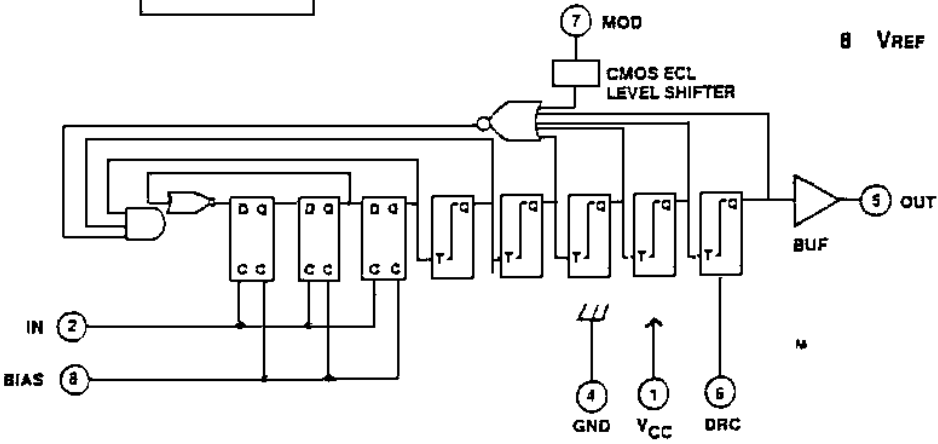 7 MOD
8 VREF
CMOS ECL
LEVEL SHIFTER
D Q D Q D Q Q Q Q Q Q
C C C C C C T T T T T
5 OUT
BUF
IN 2
BIAS 8
M
4 1 6
GND VCC DRC